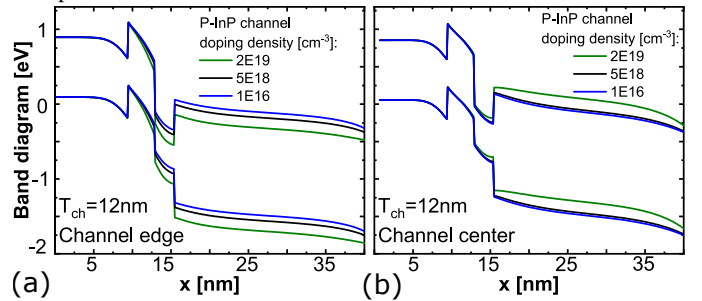 P-InP channel
doping density [cm⁻³]:
2E19
5E18
1E16
T_ch=12nm
Channel edge
(a)
1
0
-1
-2
Band diagram [eV]
5 15 25 35
x [nm]
P-InP channel
doping density [cm⁻³]:
2E19
5E18
1E16
T_ch=12nm
Channel center
(b)
5 15 25 35
x [nm]